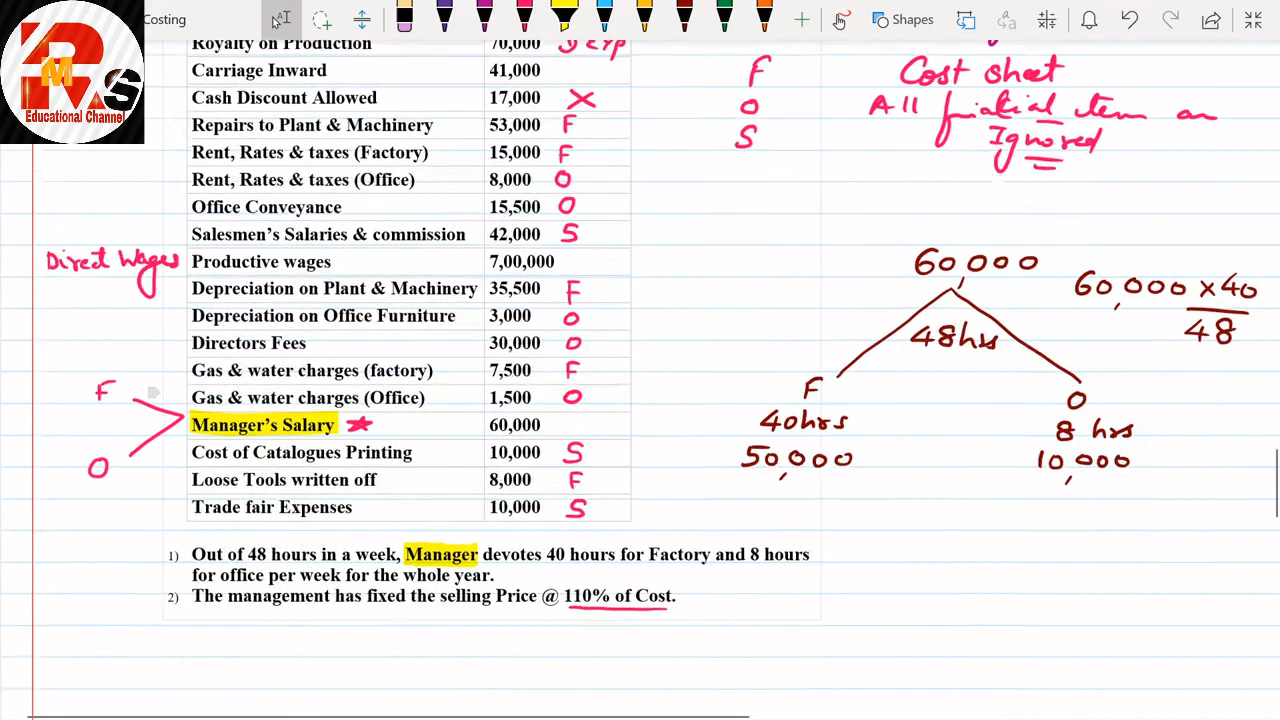 Costing
Shapes
RMS
Educational Channel
Royalty on Production 70,000 D Exp
Carriage Inward 41,000
Cash Discount Allowed 17,000 X
Repairs to Plant & Machinery 53,000 F
Rent, Rates & taxes (Factory) 15,000 F
Rent, Rates & taxes (Office) 8,000 O
Office Conveyance 15,500 O
Salesmen's Salaries & commission 42,000 S
Direct Wages Productive wages 7,00,000
Depreciation on Plant & Machinery 35,500 F
Depreciation on Office Furniture 3,000 O
Directors Fees 30,000 O
Gas & water charges (factory) 7,500 F
Gas & water charges (Office) 1,500 O
F
O
Manager's Salary 60,000
Cost of Catalogues Printing 10,000 S
Loose Tools written off 8,000 F
Trade fair Expenses 10,000 S
1) Out of 48 hours in a week, Manager devotes 40 hours for Factory and 8 hours
for office per week for the whole year.
2) The management has fixed the selling Price @ 110% of Cost.
F
O
S
Cost sheet
All item
Ignored
60,000
48hrs
F
40hrs
50,000
O
8 hrs
10,000
60,000 x 40
48